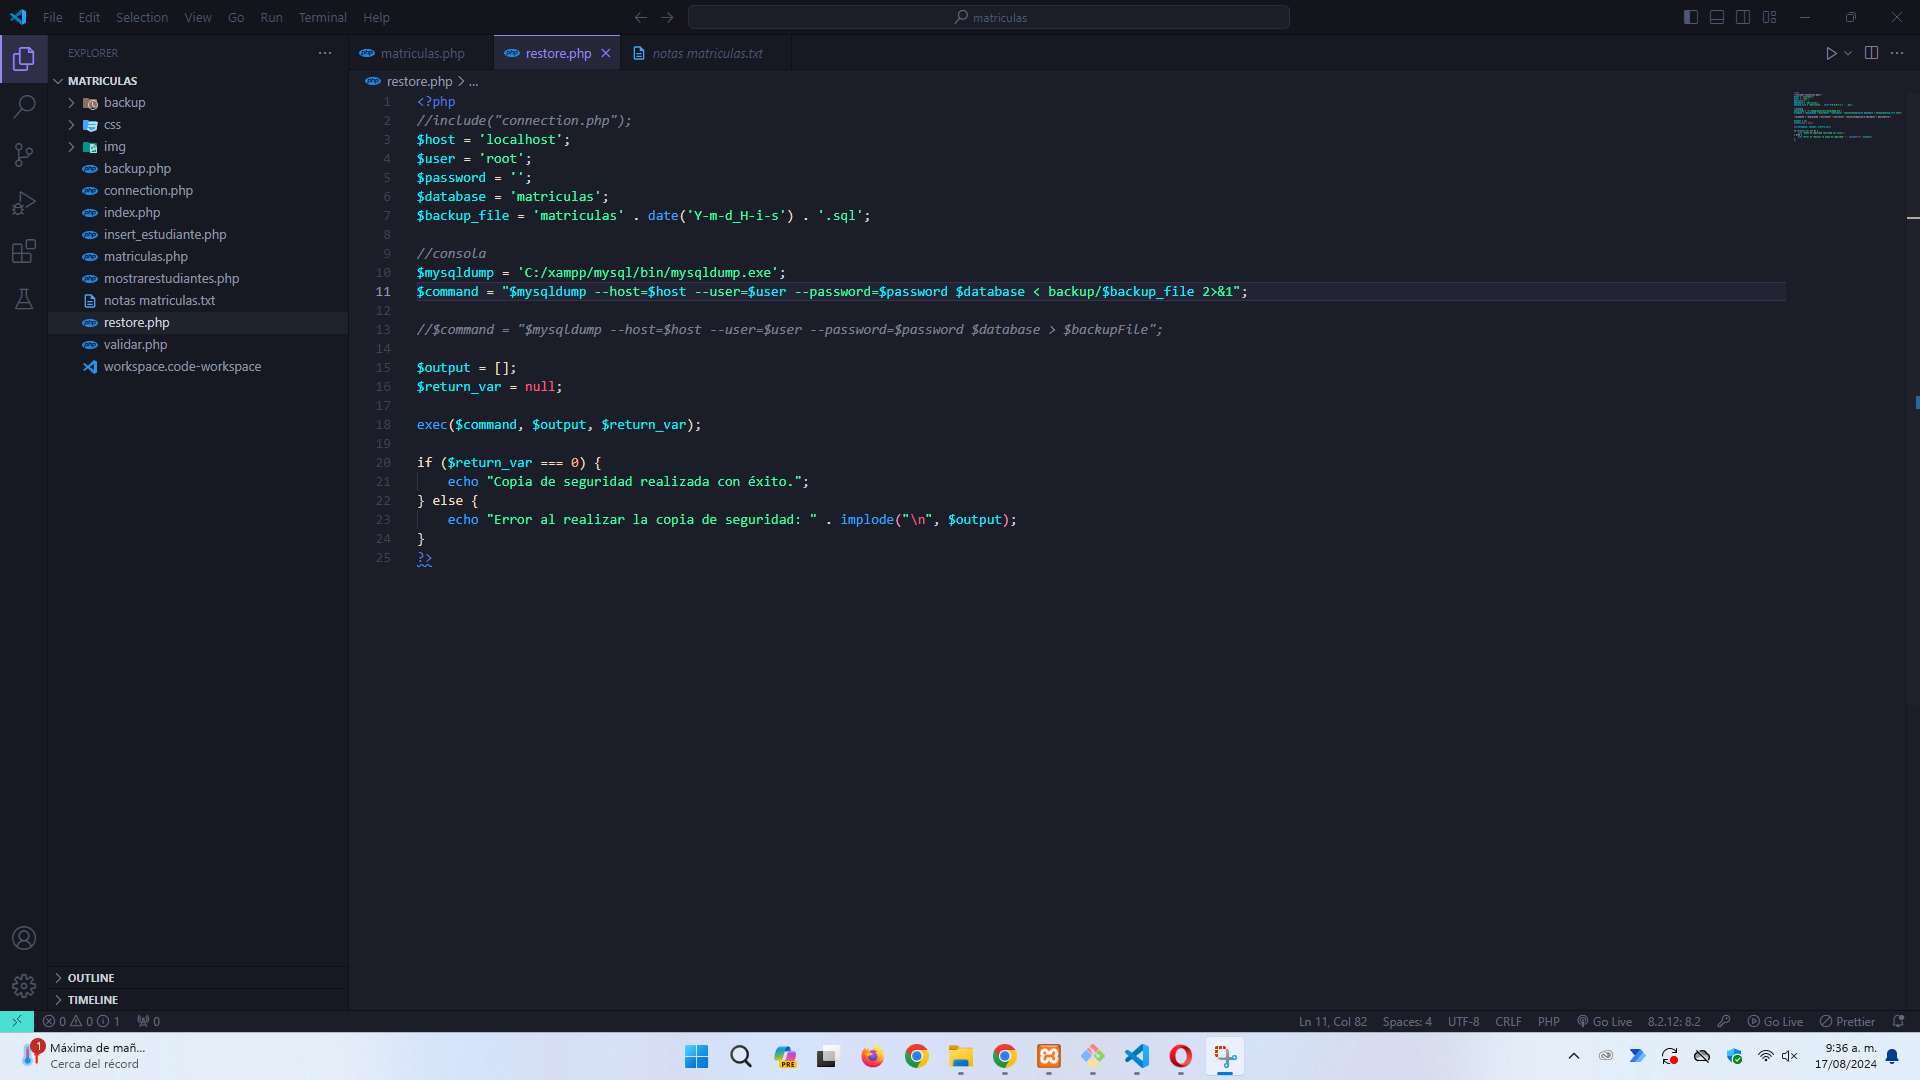 File Edit Selection View Go Run Terminal Help
matriculas
EXPLORER
matriculas.php
restore.php
notas matriculas.txt
MATRICULAS
backup
css
img
backup.php
connection.php
index.php
insert_estudiante.php
matriculas.php
mostrarestudiantes.php
notas matriculas.txt
restore.php
validar.php
workspace.code-workspace
restore.php > ...
1 <?php
2 //include("connection.php");
3 $host = 'localhost';
4 $user = 'root';
5 $password = '';
6 $database = 'matriculas';
7 $backup_file = 'matriculas' . date('Y-m-d_H-i-s') . '.sql';
8
9 //consola
10 $mysqldump = 'C:/xampp/mysql/bin/mysqldump.exe';
11 $command = "$mysqldump --host=$host --user=$user --password=$password $database < backup/$backup_file 2>&1";
12
13 //$command = "$mysqldump --host=$host --user=$user --password=$password $database > $backupFile";
14
15 $output = [];
16 $return_var = null;
17
18 exec($command, $output, $return_var);
19
20 if ($return_var === 0) {
21 echo "Copia de seguridad realizada con éxito.";
22 } else {
23 echo "Error al realizar la copia de seguridad: " . implode("\n", $output);
24 }
25 ?>
OUTLINE
TIMELINE
0 0 1 0
Ln 11, Col 82 Spaces: 4 UTF-8 CRLF PHP Go Live 8.2.12: 8.2 Go Live Prettier
1
Máxima de mañ...
Cerca del récord
PRE
9:36 a. m.
17/08/2024